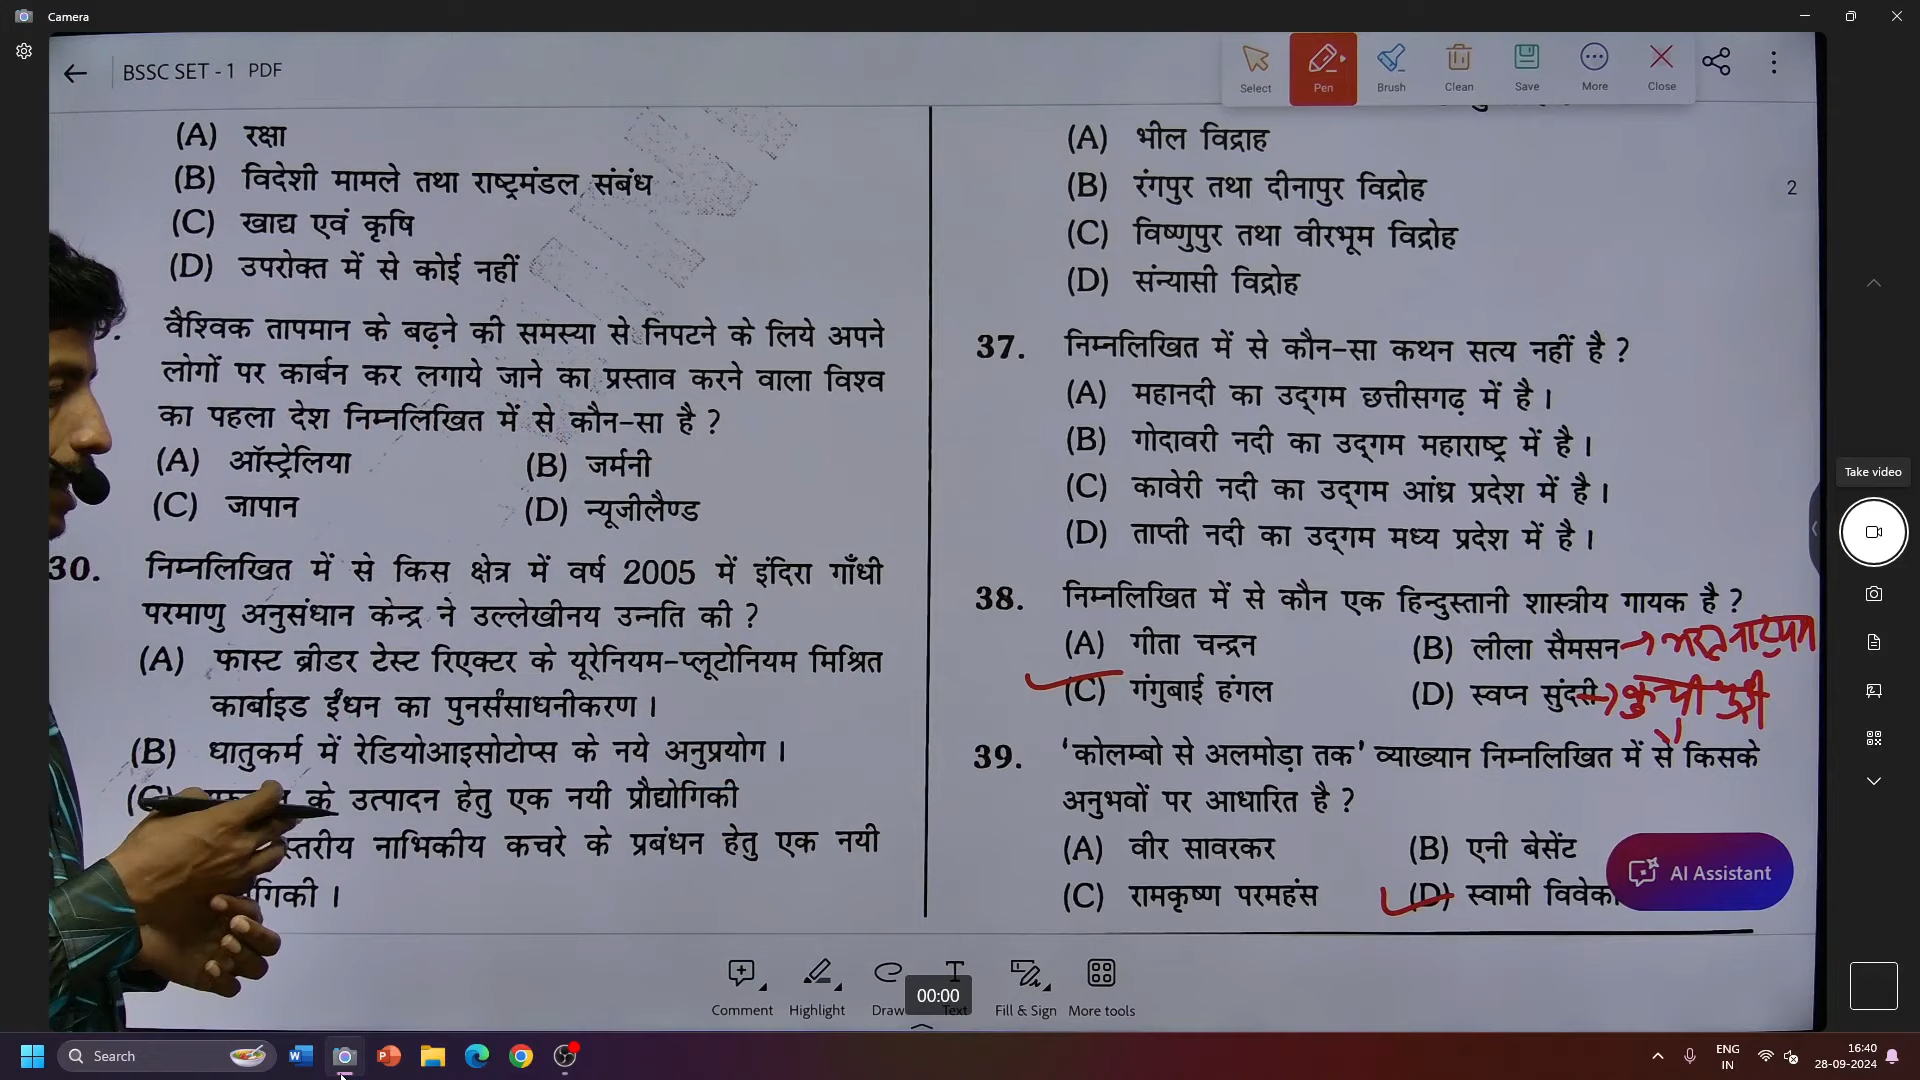 Camera
BSSC SET - 1 PDF
Select
Pen
Brush
Clean
Save
More
Close
2
(A) रक्षा
(B) विदेशी मामले तथा राष्ट्रमंडल संबंध
(C) खाद्य एवं कृषि
(D) उपरोक्त में से कोई नहीं
वैश्विक तापमान के बढ़ने की समस्या से निपटने के लिये अपने
लोगों पर कार्बन कर लगाये जाने का प्रस्ताव करने वाला विश्व
का पहला देश निम्नलिखित में से कौन-सा है ?
(A) ऑस्ट्रेलिया (B) जर्मनी
(C) जापान (D) न्यूजीलैण्ड
30. निम्नलिखित में से किस क्षेत्र में वर्ष 2005 में इंदिरा गाँधी
परमाणु अनुसंधान केन्द्र ने उल्लेखीनय उन्नति की ?
(A) फास्ट ब्रीडर टेस्ट रिएक्टर के यूरेनियम-प्लूटोनियम मिश्रित
कार्बाइड ईंधन का पुनर्संसाधनीकरण ।
(B) धातुकर्म में रेडियोआइसोटोप्स के नये अनुप्रयोग ।
(C) के उत्पादन हेतु एक नयी प्रौद्योगिकी
स्तरीय नाभिकीय कचरे के प्रबंधन हेतु एक नयी
गिकी ।
(A) भील विद्राह
(B) रंगपुर तथा दीनापुर विद्रोह
(C) विष्णुपुर तथा वीरभूम विद्रोह
(D) संन्यासी विद्रोह
37. निम्नलिखित में से कौन-सा कथन सत्य नहीं है ?
(A) महानदी का उद्गम छत्तीसगढ़ में है ।
(B) गोदावरी नदी का उद्गम महाराष्ट्र में है ।
(C) कावेरी नदी का उद्गम आंध्र प्रदेश में है ।
(D) ताप्ती नदी का उद्गम मध्य प्रदेश में है ।
38. निम्नलिखित में से कौन एक हिन्दुस्तानी शास्त्रीय गायक है ?
(A) गीता चन्द्रन (B) लीला सैमसन → भरतनाट्यम
(C) गंगुबाई हंगल (D) स्वप्न सुंदरी → कुचीपुड़ी
39. 'कोलम्बो से अलमोड़ा तक' व्याख्यान निम्नलिखित में से किसके
अनुभवों पर आधारित है ?
(A) वीर सावरकर (B) एनी बेसेंट
(C) रामकृष्ण परमहंस (D) स्वामी विवेका
AI Assistant
Take video
Comment
Highlight
Draw
Text
Fill & Sign
More tools
00:00
Search
ENG
IN
16:40
28-09-2024